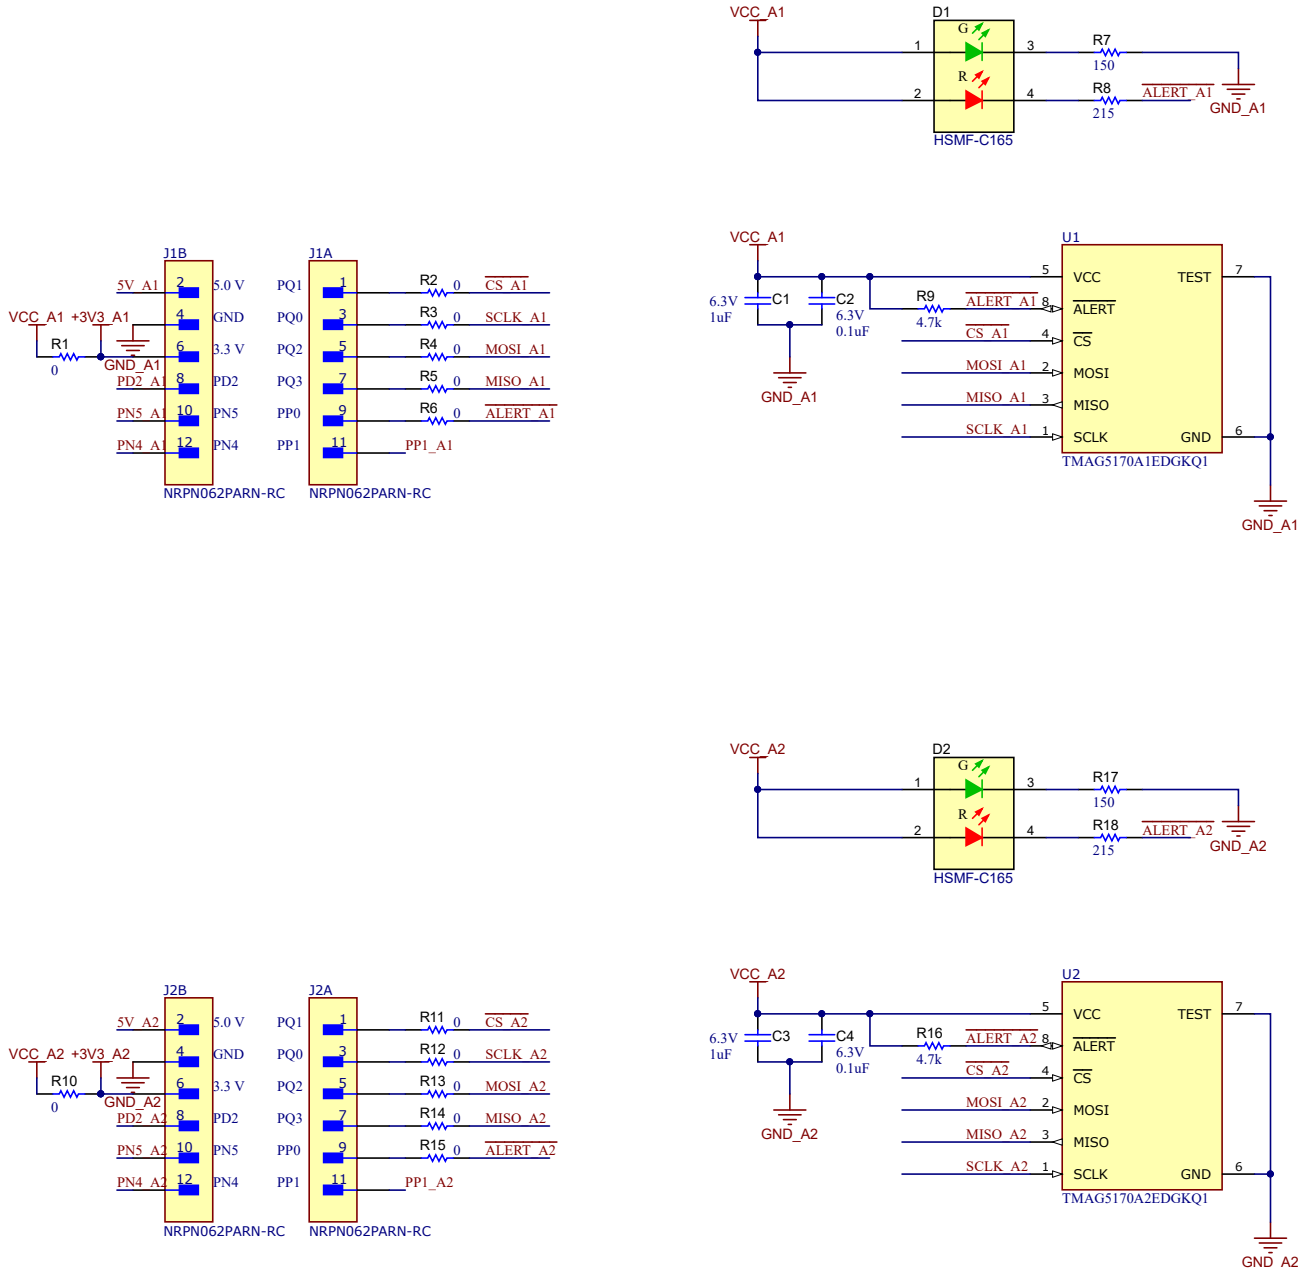 VCC_A1
D1
G
1
3
R7
150
R
2
4
R8
215
ALERT_A1
GND_A1
HSMF-C165
J1B
5V_A1
2
5.0 V
4
GND
VCC_A1
+3V3_A1
R1
0
6
3.3 V
GND_A1
PD2_A1
8
PD2
PN5_A1
10
PN5
PN4_A1
12
PN4
NRPN062PARN-RC
J1A
PQ1
1
R2
0
CS_A1
PQ0
3
R3
0
SCLK_A1
PQ2
5
R4
0
MOSI_A1
PQ3
7
R5
0
MISO_A1
PP0
9
R6
0
ALERT_A1
PP1
11
PP1_A1
NRPN062PARN-RC
VCC_A1
6.3V
1uF
C1
C2
6.3V
0.1uF
GND_A1
R9
4.7k
U1
5
VCC
TEST
7
ALERT_A1
8
ALERT
CS_A1
4
CS
MOSI_A1
2
MOSI
MISO_A1
3
MISO
SCLK_A1
1
SCLK
GND
6
TMAG5170A1EDGKQ1
GND_A1
VCC_A2
D2
G
1
3
R17
150
R
2
4
R18
215
ALERT_A2
GND_A2
HSMF-C165
J2B
5V_A2
2
5.0 V
4
GND
VCC_A2
+3V3_A2
R10
0
6
3.3 V
GND_A2
PD2_A2
8
PD2
PN5_A2
10
PN5
PN4_A2
12
PN4
NRPN062PARN-RC
J2A
PQ1
1
R11
0
CS_A2
PQ0
3
R12
0
SCLK_A2
PQ2
5
R13
0
MOSI_A2
PQ3
7
R14
0
MISO_A2
PP0
9
R15
0
ALERT_A2
PP1
11
PP1_A2
NRPN062PARN-RC
VCC_A2
6.3V
1uF
C3
C4
6.3V
0.1uF
GND_A2
R16
4.7k
U2
5
VCC
TEST
7
ALERT_A2
8
ALERT
CS_A2
4
CS
MOSI_A2
2
MOSI
MISO_A2
3
MISO
SCLK_A2
1
SCLK
GND
6
TMAG5170A2EDGKQ1
GND_A2